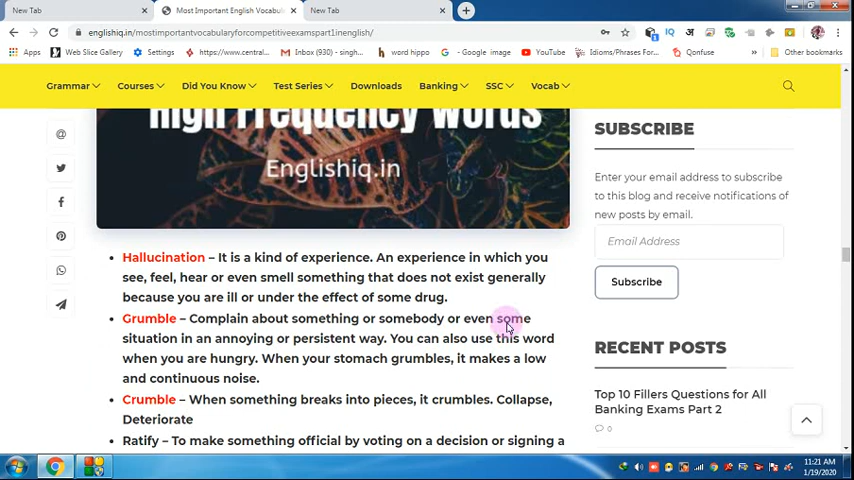 New Tab
Most Important English Vocabul
New Tab
englishiq.in/mostimportantvocabularyforcompetitiveexamspart1inenglish/
Apps
Web Slice Gallery
Settings
https://www.central...
Inbox (930) - singh...
word hippo
- Google image
YouTube
Idioms/Phrases For...
Qonfuse
»
Other bookmarks
Grammar
Courses
Did You Know
Test Series
Downloads
Banking
SSC
Vocab
High Frequency Words
Englishiq.in
• Hallucination – It is a kind of experience. An experience in which you
see, feel, hear or even smell something that does not exist generally
because you are ill or under the effect of some drug.
• Grumble – Complain about something or somebody or even some
situation in an annoying or persistent way. You can also use this word
when you are hungry. When your stomach grumbles, it makes a low
and continuous noise.
• Crumble – When something breaks into pieces, it crumbles. Collapse,
Deteriorate
• Ratify – To make something official by voting on a decision or signing a
SUBSCRIBE
Enter your email address to subscribe
to this blog and receive notifications of
new posts by email.
Email Address
Subscribe
RECENT POSTS
Top 10 Fillers Questions for All
Banking Exams Part 2
0
11:21 AM
1/19/2020